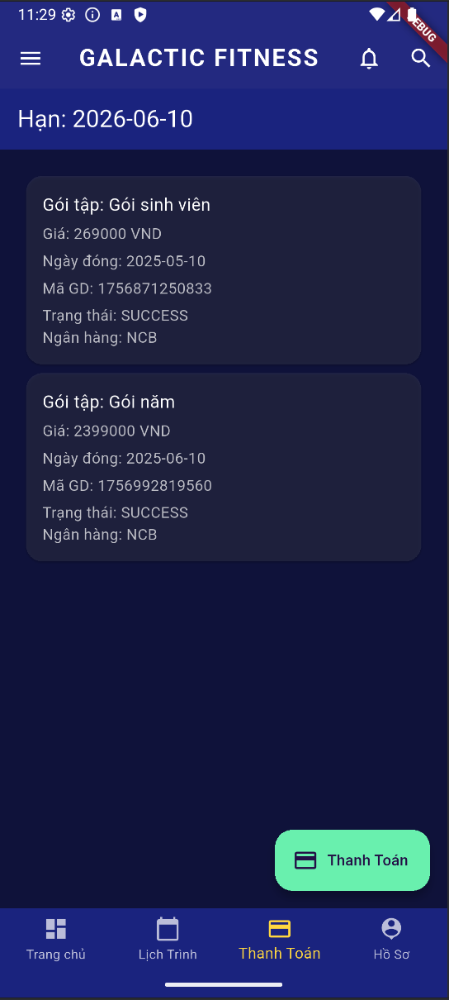 11:29
DEBUG
GALACTIC FITNESS
Hạn: 2026-06-10
Gói tập: Gói sinh viên
Giá: 269000 VND
Ngày đóng: 2025-05-10
Mã GD: 1756871250833
Trạng thái: SUCCESS
Ngân hàng: NCB
Gói tập: Gói năm
Giá: 2399000 VND
Ngày đóng: 2025-06-10
Mã GD: 1756992819560
Trạng thái: SUCCESS
Ngân hàng: NCB
Thanh Toán
Trang chủ
Lịch Trình
Thanh Toán
Hồ Sơ